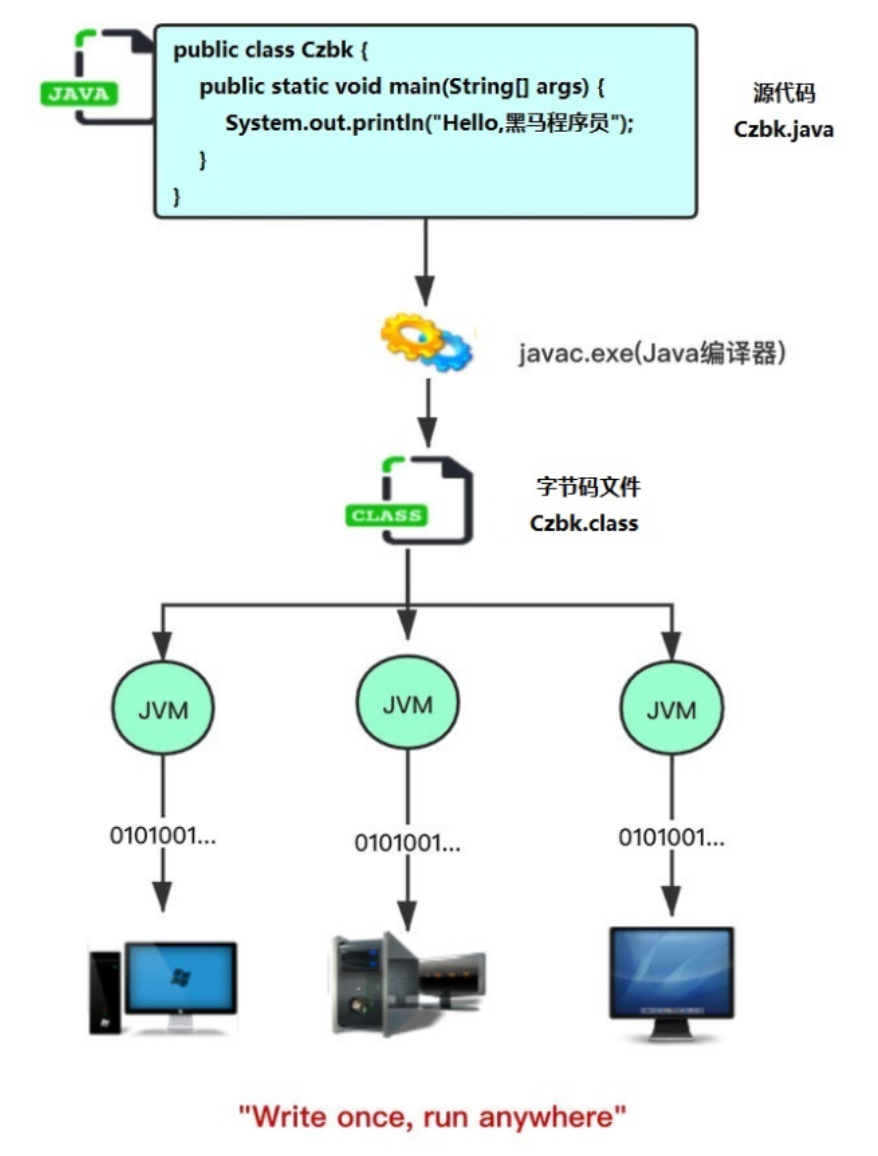 JAVA
public class Czbk {
public static void main(String[] args) {
System.out.println("Hello,黑马程序员");
}
}
源代码
Czbk.java
javac.exe(Java编译器)
CLASS
字节码文件
Czbk.class
JVM
JVM
JVM
0101001...
0101001...
0101001...
"Write once, run anywhere"